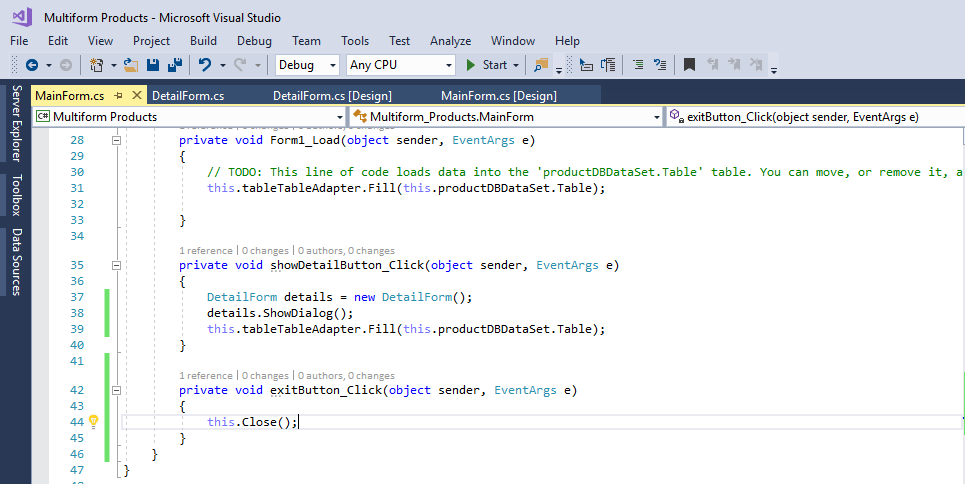 Multiform Products - Microsoft Visual Studio
File Edit View Project Build Debug Team Tools Test Analyze Window Help
Debug Any CPU Start
MainForm.cs DetailForm.cs DetailForm.cs [Design] MainForm.cs [Design]
C# Multiform Products Multiform_Products.MainForm exitButton_Click(object sender, EventArgs e)
Server Explorer
Toolbox
Data Sources
28 private void Form1_Load(object sender, EventArgs e)
29 {
30 // TODO: This line of code loads data into the 'productDBDataSet.Table' table. You can move, or remove it, a
31 this.tableTableAdapter.Fill(this.productDBDataSet.Table);
32
33 }
34
1 reference | 0 changes | 0 authors, 0 changes
35 private void showDetailButton_Click(object sender, EventArgs e)
36 {
37 DetailForm details = new DetailForm();
38 details.ShowDialog();
39 this.tableTableAdapter.Fill(this.productDBDataSet.Table);
40 }
41
1 reference | 0 changes | 0 authors, 0 changes
42 private void exitButton_Click(object sender, EventArgs e)
43 {
44 this.Close();
45 }
46 }
47 }